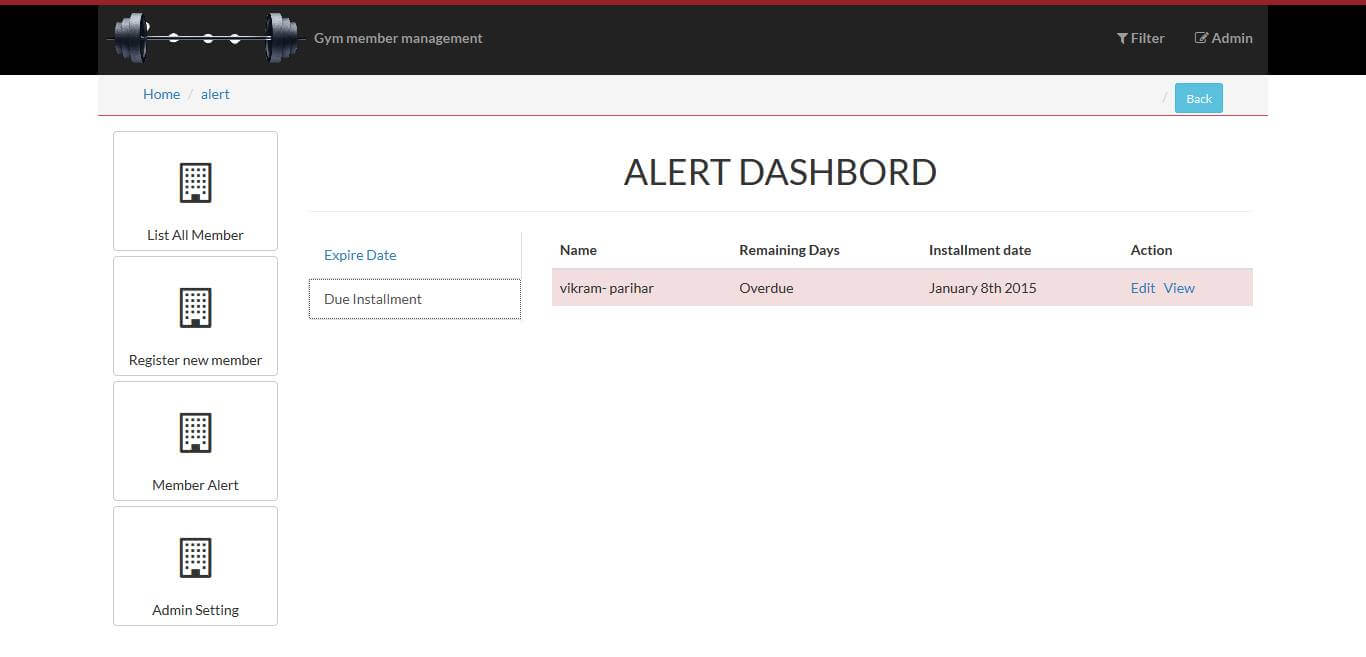 Gym member management Filter Admin
Home / alert / Back
List All Member
Register new member
Member Alert
Admin Setting
ALERT DASHBORD
Expire Date
Due Installment
Name Remaining Days Installment date Action
vikram- parihar Overdue January 8th 2015 Edit View